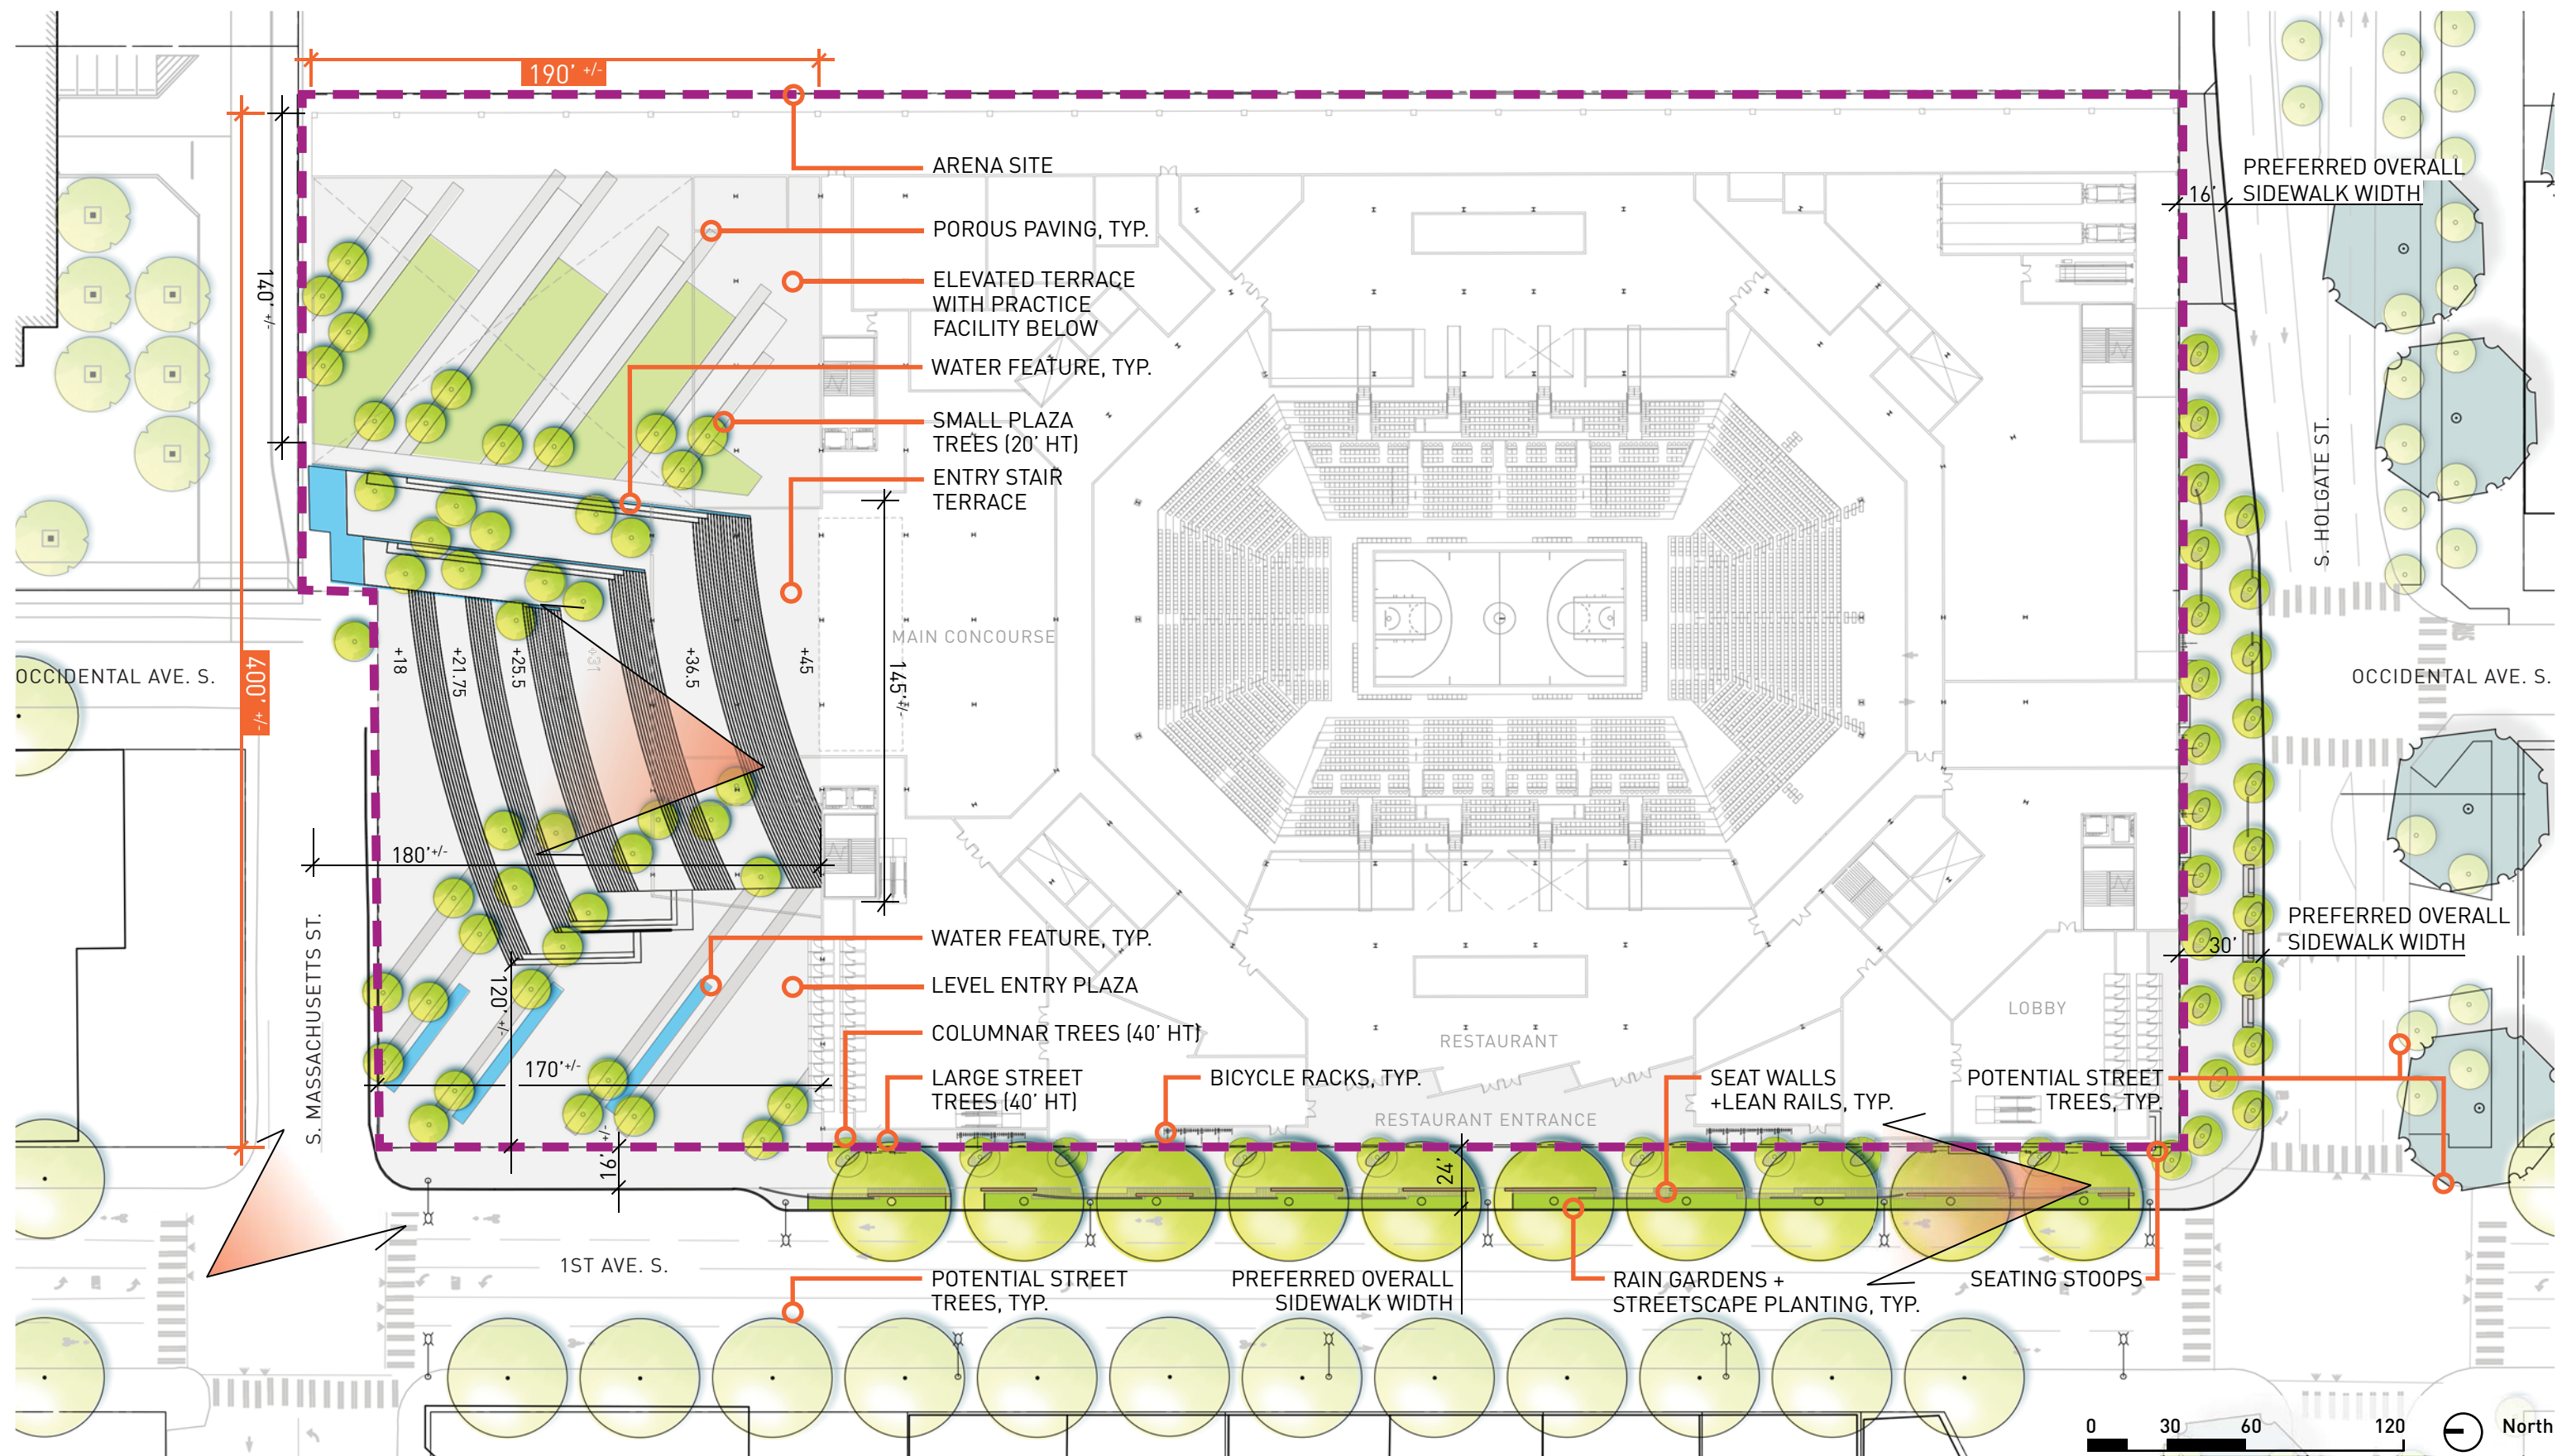 190' +/-
ARENA SITE
PREFERRED OVERALL
SIDEWALK WIDTH
16'
POROUS PAVING, TYP.
ELEVATED TERRACE
WITH PRACTICE
FACILITY BELOW
140' +/-
WATER FEATURE, TYP.
SMALL PLAZA
TREES (20' HT)
ENTRY STAIR
TERRACE
S. HOLGATE ST.
MAIN CONCOURSE
OCCIDENTAL AVE. S.
400' +/-
+18
+21.75
+25.5
+31
+36.5
+45
145'+/-
OCCIDENTAL AVE. S.
180'+/-
S. MASSACHUSETTS ST.
PREFERRED OVERALL
SIDEWALK WIDTH
30'
WATER FEATURE, TYP.
LEVEL ENTRY PLAZA
120' +/-
LOBBY
COLUMNAR TREES (40' HT)
RESTAURANT
170'+/-
LARGE STREET
TREES (40' HT)
BICYCLE RACKS, TYP.
SEAT WALLS
+LEAN RAILS, TYP.
POTENTIAL STREET
TREES, TYP.
RESTAURANT ENTRANCE
16' +/-
24'
1ST AVE. S.
POTENTIAL STREET
TREES, TYP.
PREFERRED OVERALL
SIDEWALK WIDTH
RAIN GARDENS +
STREETSCAPE PLANTING, TYP.
SEATING STOOPS
0 30 60 120
North